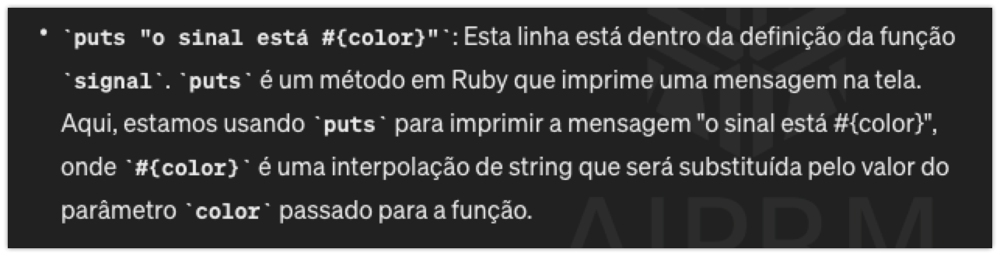 • `puts "o sinal está #{color}"`: Esta linha está dentro da definição da função
`signal`. `puts` é um método em Ruby que imprime uma mensagem na tela.
Aqui, estamos usando `puts` para imprimir a mensagem "o sinal está #{color}",
onde `#{color}` é uma interpolação de string que será substituída pelo valor do
parâmetro `color` passado para a função.
AIPRM